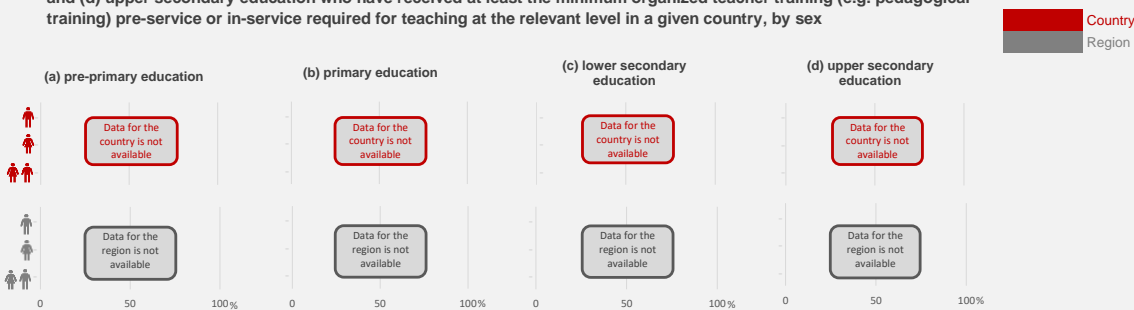 and (d) upper secondary education who have received at least the minimum organized teacher training (e.g. pedagogical
training) pre-service or in-service required for teaching at the relevant level in a given country, by sex
Country
Region
(a) pre-primary education
(b) primary education
(c) lower secondary
education
(d) upper secondary
education
Data for the
country is not
available
Data for the
country is not
available
Data for the
country is not
available
Data for the
country is not
available
Data for the
region is not
available
Data for the
region is not
available
Data for the
region is not
available
Data for the
region is not
available
0 50 100%
0 50 100%
0 50 100%
0 50 100%